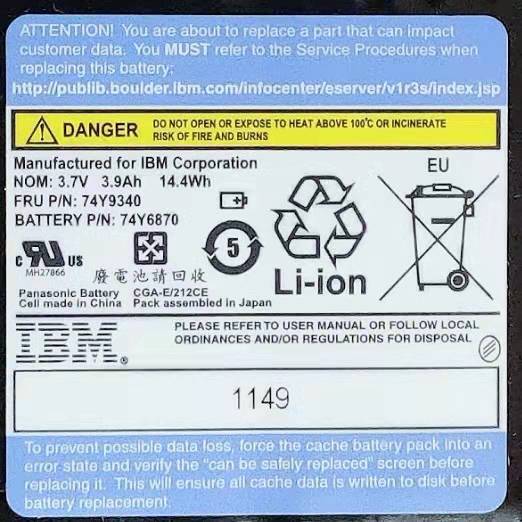 ATTENTION! You are about to replace a part that can impact
customer data. You MUST refer to the Service Procedures when
replacing this battery:
http://publib.boulder.ibm.com/infocenter/eserver/v1r3s/index.jsp
DANGER DO NOT OPEN OR EXPOSE TO HEAT ABOVE 100℃ OR INCINERATE
RISK OF FIRE AND BURNS
Manufactured for IBM Corporation
NOM: 3.7V 3.9Ah 14.4Wh
FRU P/N: 74Y9340
BATTERY P/N: 74Y6870
EU
c RU US
MH27866
5
Li-ion
廢電池請回收
Panasonic Battery CGA-E/212CE
Cell made in China Pack assembled in Japan
IBM®
PLEASE REFER TO USER MANUAL OR FOLLOW LOCAL
ORDINANCES AND/OR REGULATIONS FOR DISPOSAL
1149
To prevent possible data loss, force the cache battery pack into an
error state and verify the "can be safely replaced" screen before
replacing it. This will ensure all cache data is written to disk before
battery replacement.